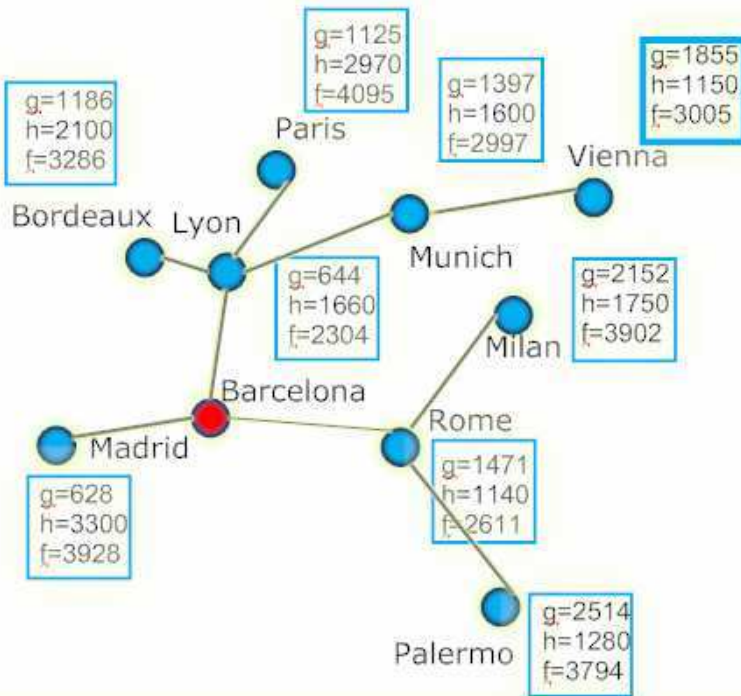 g=1125
h=2970
f=4095
Paris
g=1397
h=1600
f=2997
g=1855
h=1150
f=3005
Vienna
g=1186
h=2100
f=3286
Bordeaux
Lyon
Munich
g=644
h=1660
f=2304
g=2152
h=1750
f=3902
Milan
Barcelona
Madrid
Rome
g=628
h=3300
f=3928
g=1471
h=1140
f=2611
g=2514
h=1280
f=3794
Palermo